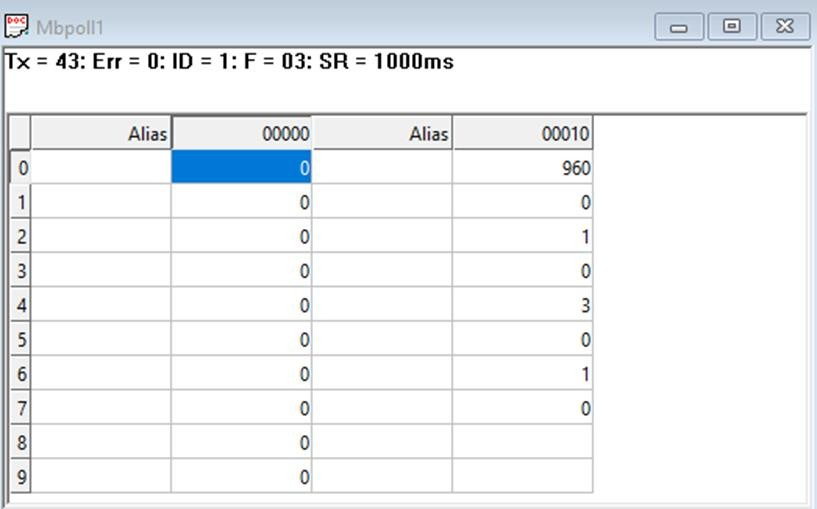 DOC
Mbpoll1
Tx = 43: Err = 0: ID = 1: F = 03: SR = 1000ms
Alias 00000 Alias 00010
0 0 960
1 0 0
2 0 1
3 0 0
4 0 3
5 0 0
6 0 1
7 0 0
8 0
9 0